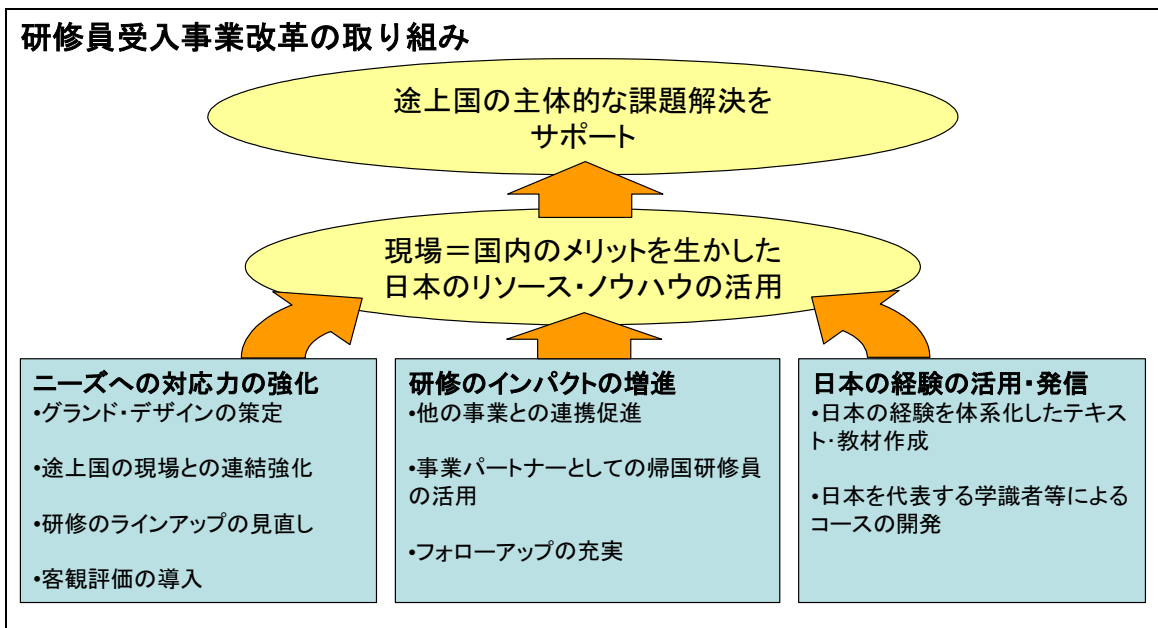 研修員受入事業改革の取り組み
途上国の主体的な課題解決を
サポート
現場＝国内のメリットを生かした
日本のリソース・ノウハウの活用
ニーズへの対応力の強化
•グランド・デザインの策定
•途上国の現場との連結強化
•研修のラインアップの見直し
•客観評価の導入
研修のインパクトの増進
•他の事業との連携促進
•事業パートナーとしての帰国研修員
の活用
•フォローアップの充実
日本の経験の活用・発信
•日本の経験を体系化したテキス
ト・教材作成
•日本を代表する学識者等による
コースの開発